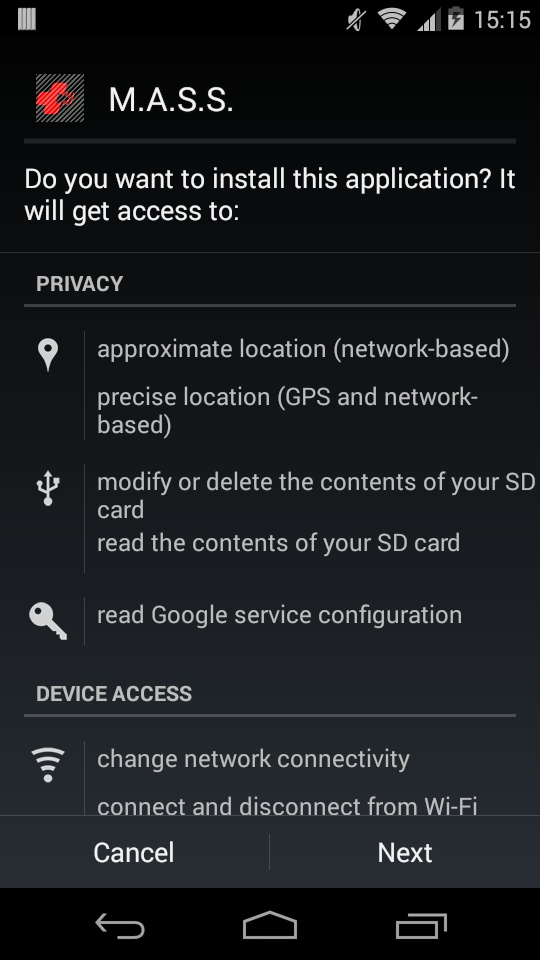 15:15
M.A.S.S.
Do you want to install this application? It
will get access to:
PRIVACY
approximate location (network-based)
precise location (GPS and network-
based)
modify or delete the contents of your SD
card
read the contents of your SD card
read Google service configuration
DEVICE ACCESS
change network connectivity
connect and disconnect from Wi-Fi
Cancel
Next